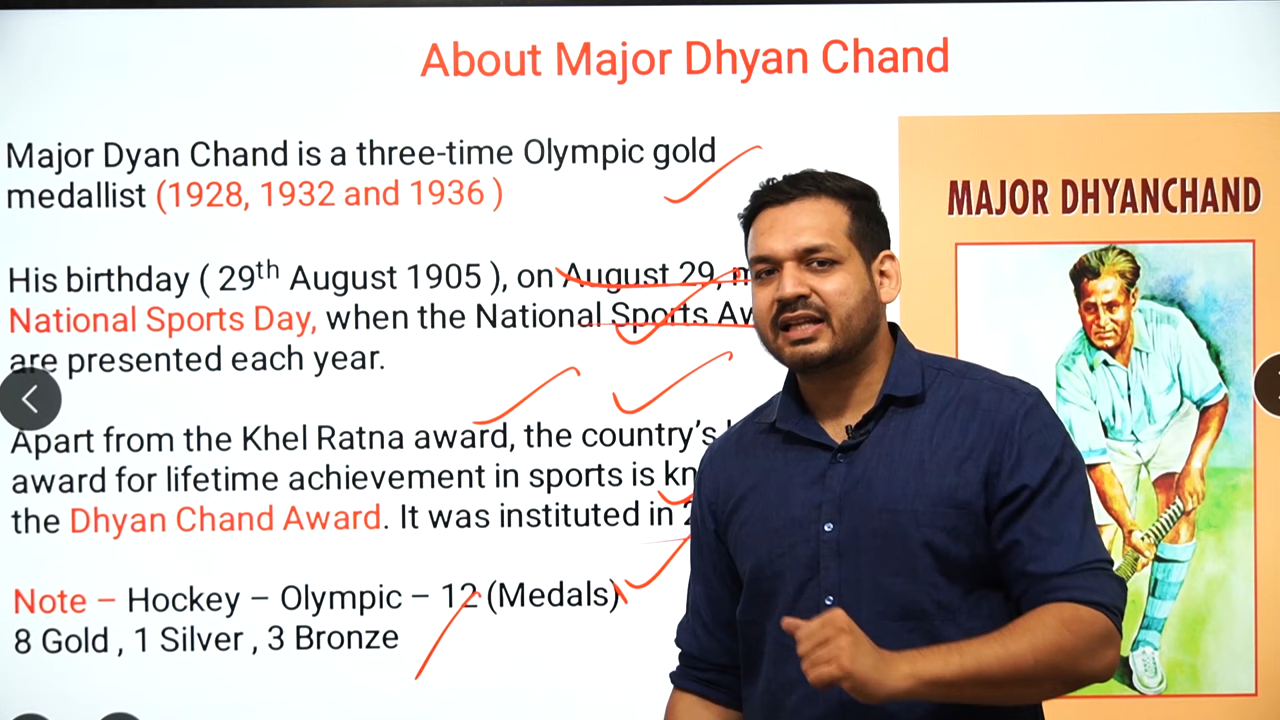 About Major Dhyan Chand
Major Dyan Chand is a three-time Olympic gold
medallist (1928, 1932 and 1936 )
His birthday ( 29th August 1905 ), on August 29,
National Sports Day, when the National Sports
are presented each year.
Apart from the Khel Ratna award, the country's
award for lifetime achievement in sports is
the Dhyan Chand Award. It was instituted in
Note – Hockey – Olympic – 12 (Medals)
8 Gold , 1 Silver , 3 Bronze
MAJOR DHYANCHAND